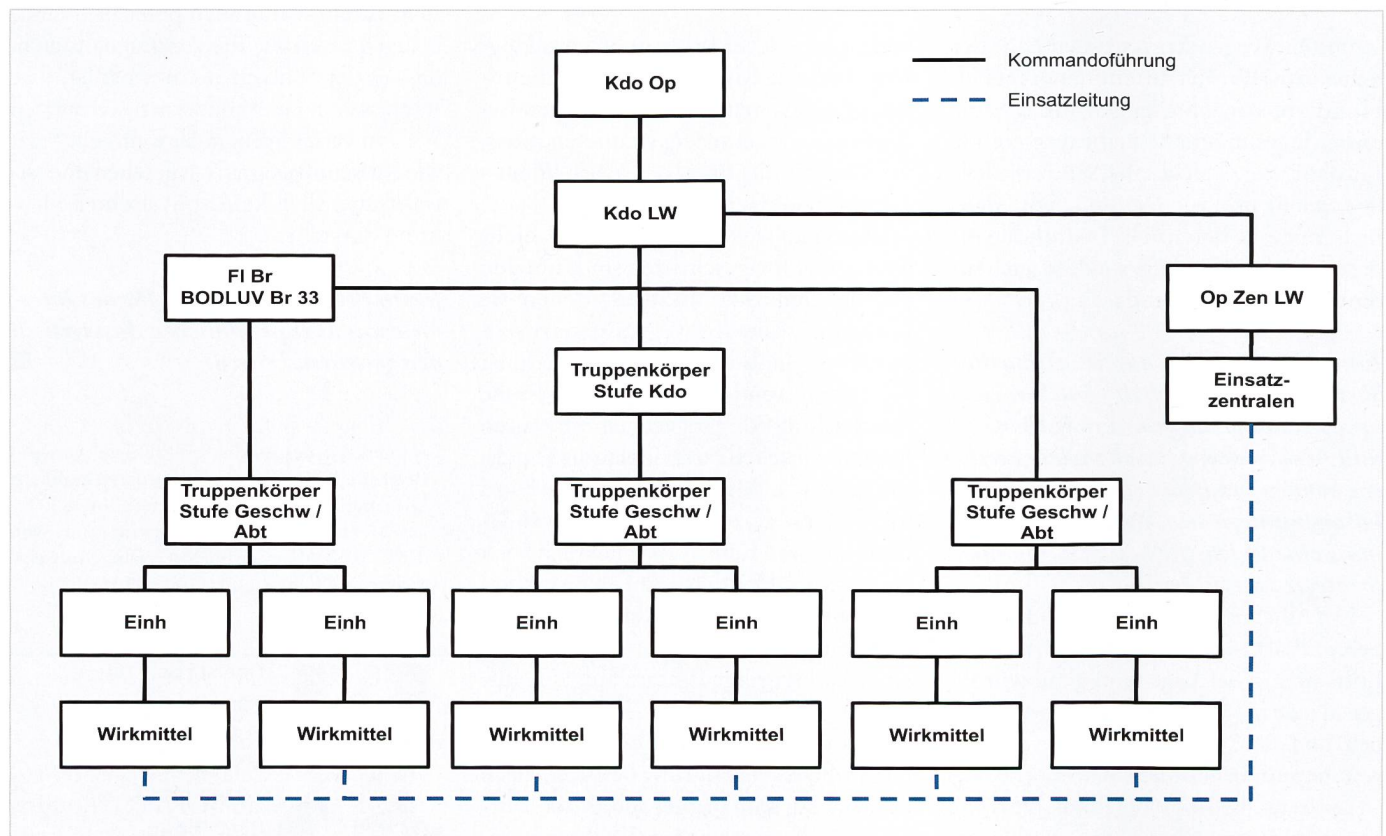 Kdo Op
Kommandoführung
Einsatzleitung
Kdo LW
Fl Br
BODLUV Br 33
Op Zen LW
Truppenkörper
Stufe Kdo
Einsatz-
zentralen
Truppenkörper
Stufe Geschw /
Abt
Truppenkörper
Stufe Geschw /
Abt
Truppenkörper
Stufe Geschw /
Abt
Einh
Einh
Einh
Einh
Einh
Einh
Wirkmittel
Wirkmittel
Wirkmittel
Wirkmittel
Wirkmittel
Wirkmittel